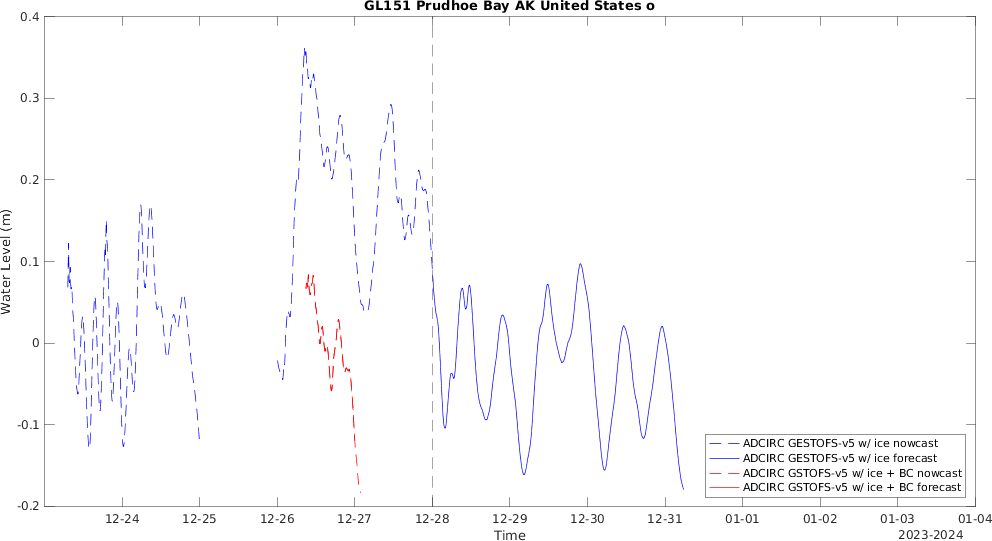 GL151 Prudhoe Bay AK United States o
Water Level (m)
0.4
0.3
0.2
0.1
0
-0.1
-0.2
12-24 12-25 12-26 12-27 12-28 12-29 12-30 12-31 01-01 01-02 01-03 01-04
Time
2023-2024
ADCIRC GESTOFS-v5 w/ ice nowcast
ADCIRC GESTOFS-v5 w/ ice forecast
ADCIRC GSTOFS-v5 w/ ice + BC nowcast
ADCIRC GSTOFS-v5 w/ ice + BC forecast